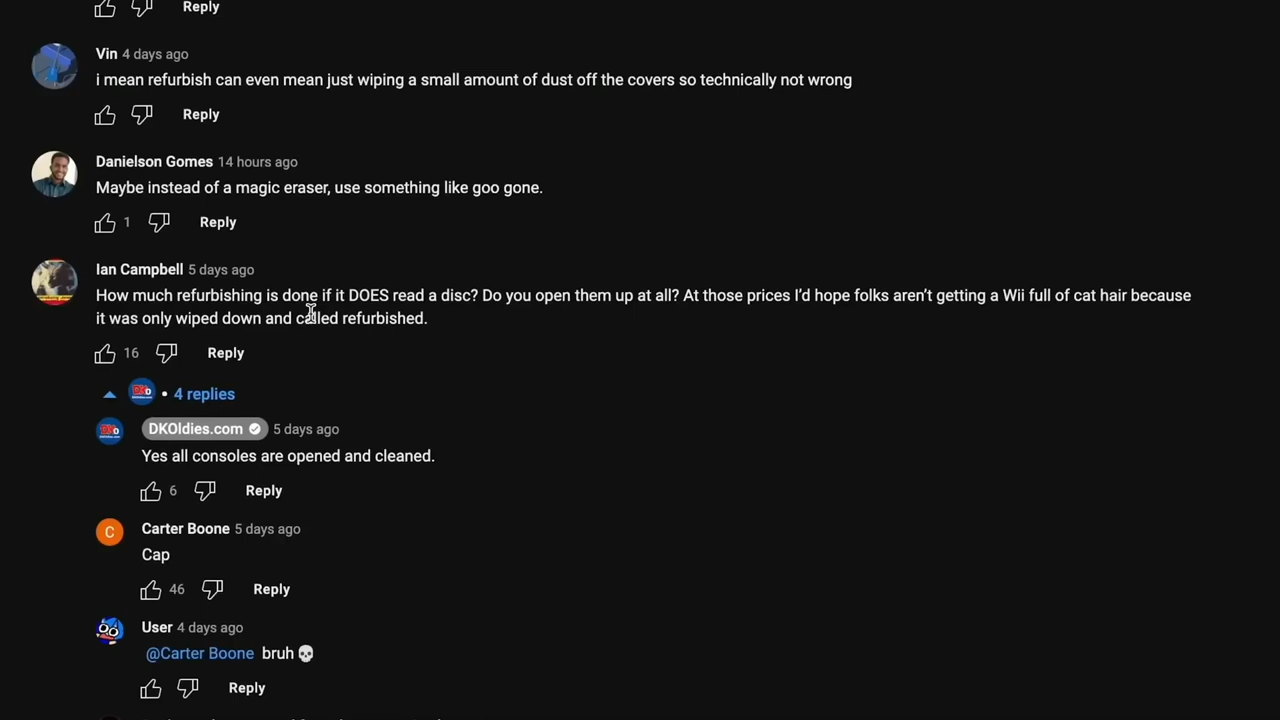 Reply
Vin 4 days ago
i mean refurbish can even mean just wiping a small amount of dust off the covers so technically not wrong
Reply
Danielson Gomes 14 hours ago
Maybe instead of a magic eraser, use something like goo gone.
1 Reply
Ian Campbell 5 days ago
How much refurbishing is done if it DOES read a disc? Do you open them up at all? At those prices I'd hope folks aren't getting a Wii full of cat hair because
it was only wiped down and called refurbished.
16 Reply
• 4 replies
DKOldies.com 5 days ago
Yes all consoles are opened and cleaned.
6 Reply
C
Carter Boone 5 days ago
Cap
46 Reply
User 4 days ago
@Carter Boone bruh💀
Reply